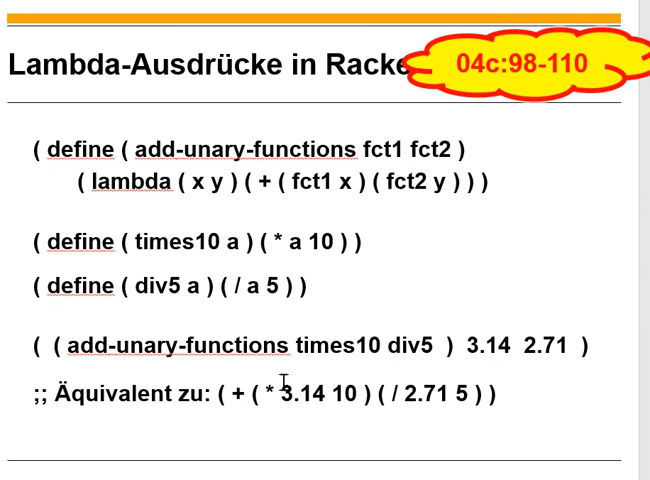 Lambda-Ausdrücke in Racke
04c:98-110
( define ( add-unary-functions fct1 fct2 )
( lambda ( x y ) ( + ( fct1 x ) ( fct2 y ) ) )
( define ( times10 a ) ( * a 10 ) )
( define ( div5 a ) ( / a 5 ) )
( ( add-unary-functions times10 div5 ) 3.14 2.71 )
;; Äquivalent zu: ( + ( * 3.14 10 ) ( / 2.71 5 ) )